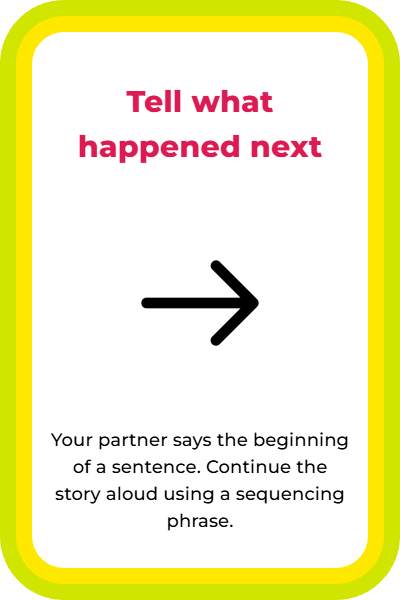 Tell what
happened next
Your partner says the beginning
of a sentence. Continue the
story aloud using a sequencing
phrase.